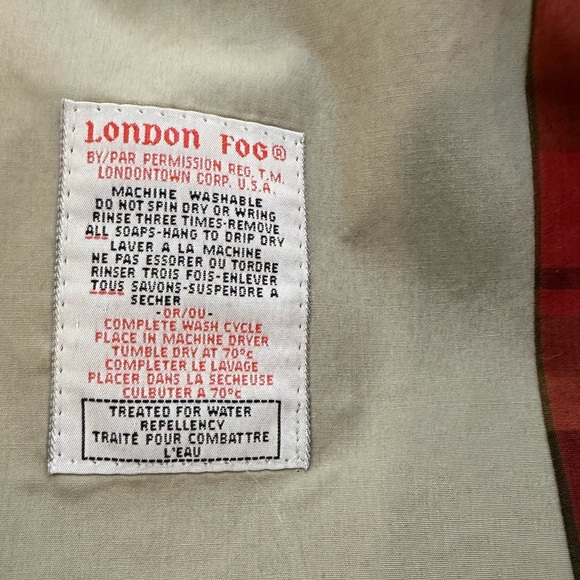 LONDON FOG®
BY/PAR PERMISSION REG. T.M.
LONDONTOWN CORP. U.S.A.
MACHINE WASHABLE
DO NOT SPIN DRY OR WRING
RINSE THREE TIMES-REMOVE
ALL SOAPS-HANG TO DRIP DRY
LAVER A LA MACHINE
NE PAS ESSORER OU TORDRE
RINSER TROIS FOIS-ENLEVER
TOUS SAVONS-SUSPENDRE A
SECHER
-OR/OU-
COMPLETE WASH CYCLE
PLACE IN MACHINE DRYER
TUMBLE DRY AT 70°C
COMPLETER LE LAVAGE
PLACER DANS LA SECHEUSE
CULBUTER A 70°C
TREATED FOR WATER
REPELLENCY
TRAITÉ POUR COMBATTRE
L'EAU